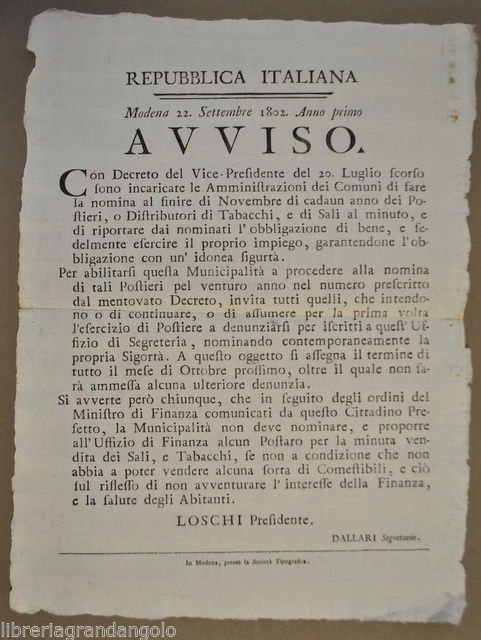 REPUBBLICA ITALIANA
Modena 22. Settembre 1802. Anno primo
AVVISO.
Con Decreto del Vice-Presidente del 20. Luglio scorso
sono incaricate le Amministrazioni dei Comuni di fare
la nomina al finire di Novembre di cadaun anno dei Po-
stieri, o Distributori di Tabacchi, e di Sali al minuto, e
di riportare dai nominati l'obbligazione di bene, e fe-
delmente esercire il proprio impiego, garantendone l'ob-
bligazione con un' idonea sigurtà.
Per abilitarsi questa Municipalità a procedere alla nomina
di tali Postieri pel venturo anno nel numero prescritto
dal mentovato Decreto, invita tutti quelli, che intendo-
no o di continuare, o di assumere per la prima volta
l'esercizio di Postiere a denunziarsi per iscritti a quest' Uf-
fizio di Segreteria, nominando contemporaneamente la
propria Sigortà. A questo oggetto si assegna il termine di
tutto il mese di Ottobre prossimo, oltre il quale non sa-
rà ammessa alcuna ulteriore denunzia.
Si avverte però chiunque, che in seguito degli ordini del
Ministro di Finanza comunicati da questo Cittadino Pre-
fetto, la Municipalità non deve nominare, e proporre
all'Uffizio di Finanza alcun Postaro per la minuta ven-
dita dei Sali, e Tabacchi, se non a condizione che non
abbia a poter vendere alcuna sorta di Comestibili, e ciò
sul riflesso di non avventurare l'interesse della Finanza,
e la salute degli Abitanti.
LOSCHI Presidente.
DALLARI Segretario.
In Modena, presso la Società Tipografica.
libreriagrandangolo
libreriagrandangolo